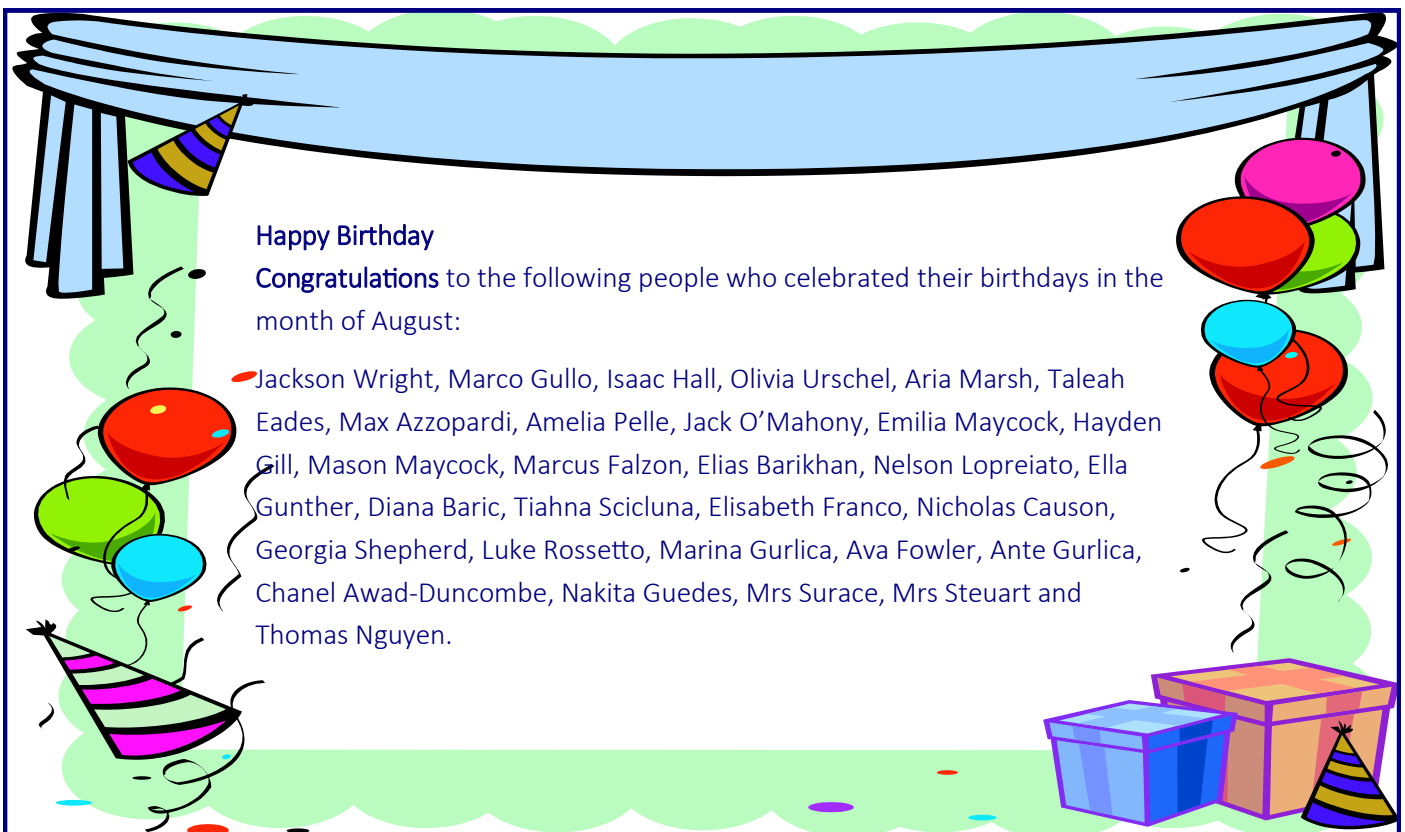 Happy Birthday
Congratulations to the following people who celebrated their birthdays in the
month of August:
Jackson Wright, Marco Gullo, Isaac Hall, Olivia Urschel, Aria Marsh, Taleah
Eades, Max Azzopardi, Amelia Pelle, Jack O’Mahony, Emilia Maycock, Hayden
Gill, Mason Maycock, Marcus Falzon, Elias Barikhan, Nelson Lopreiato, Ella
Gunther, Diana Baric, Tiahna Scicluna, Elisabeth Franco, Nicholas Causon,
Georgia Shepherd, Luke Rossetto, Marina Gurlica, Ava Fowler, Ante Gurlica,
Chanel Awad-Duncombe, Nakita Guedes, Mrs Surace, Mrs Steuart and
Thomas Nguyen.